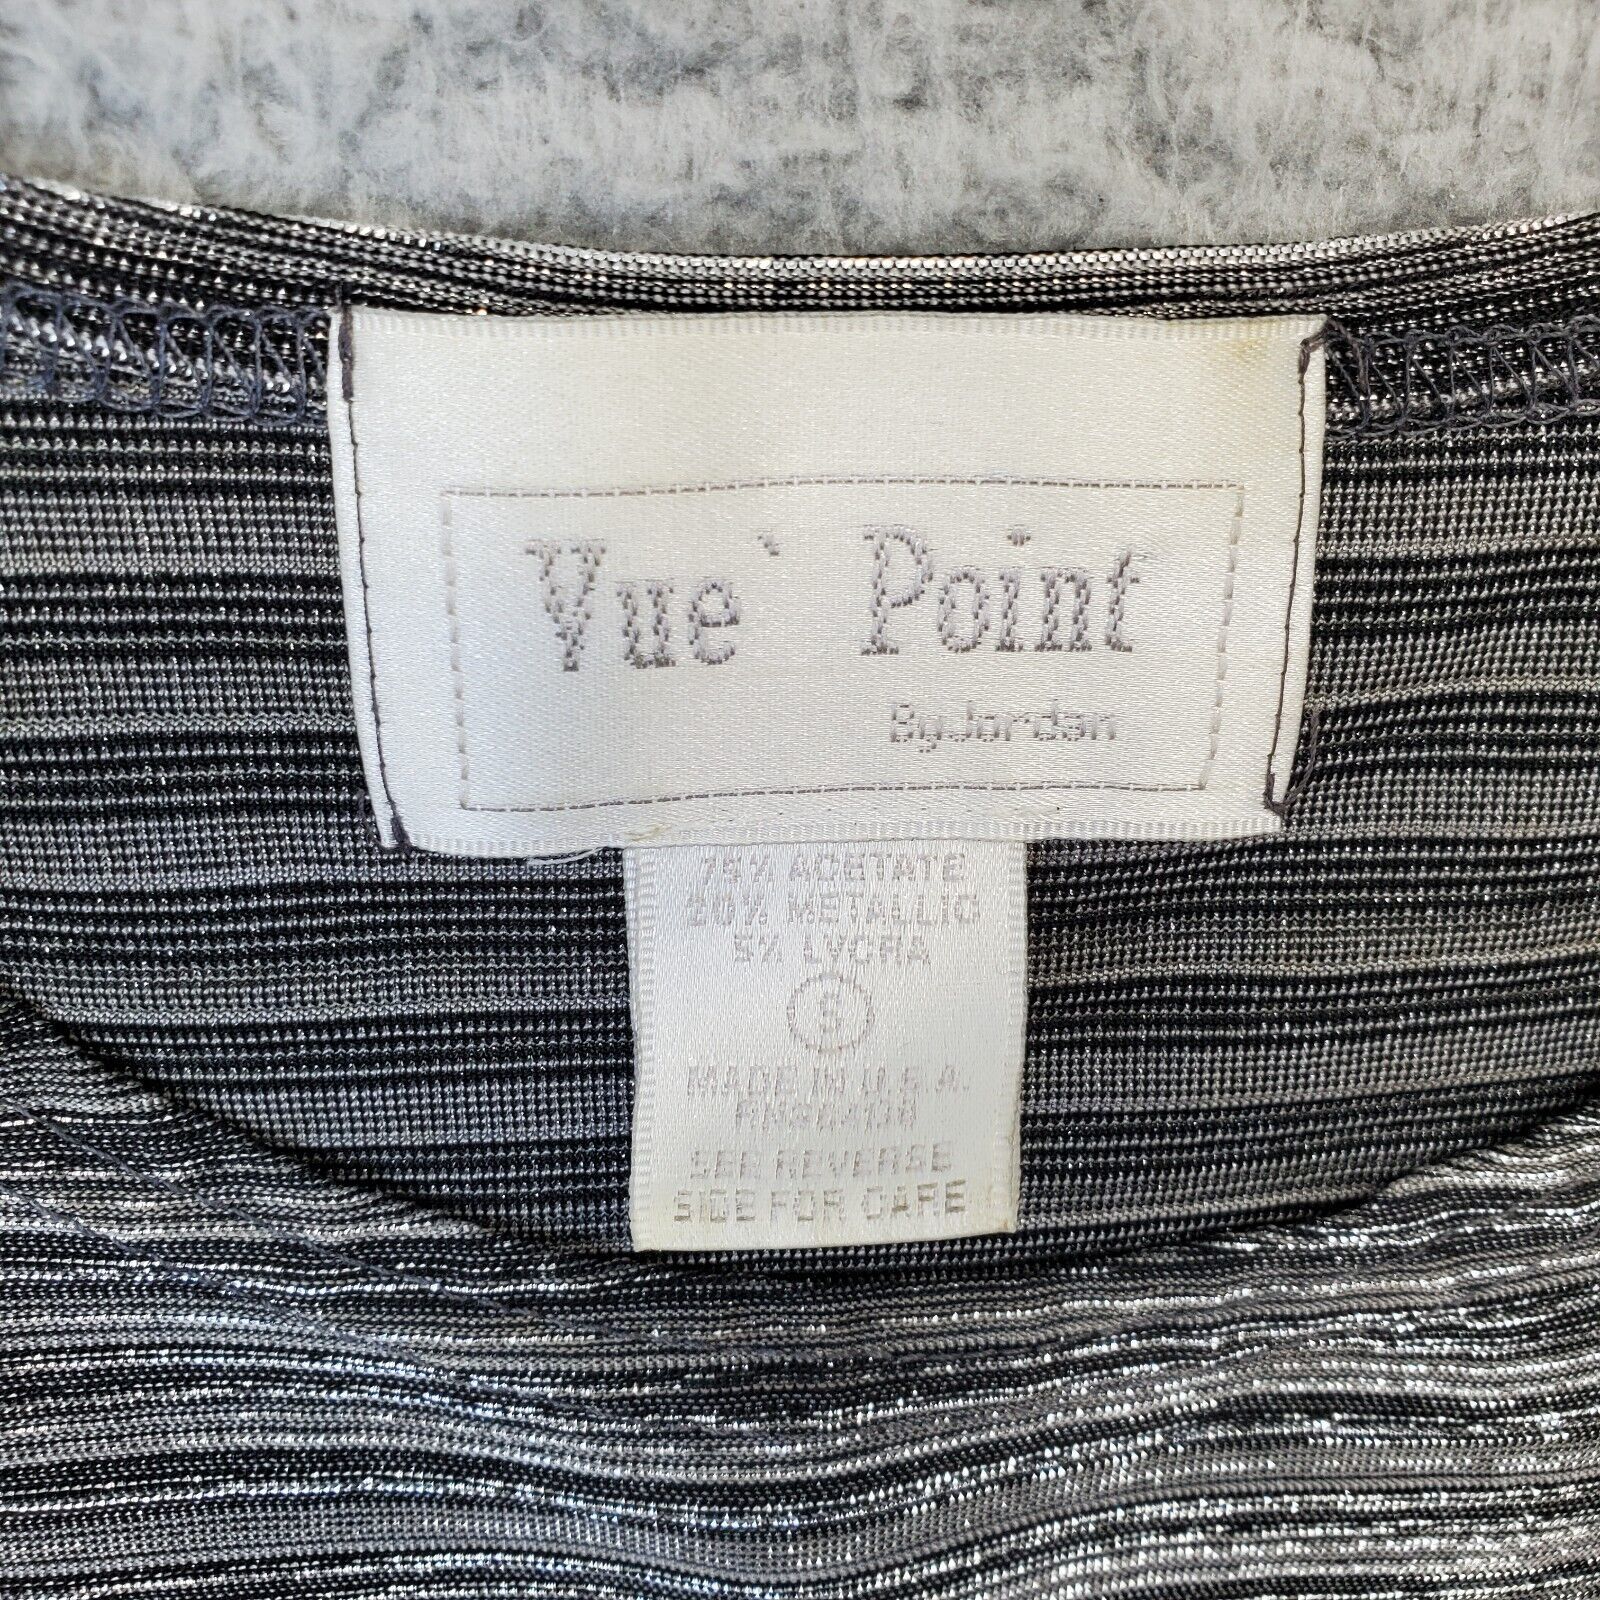 Vue` Point
By Jordan
75% ACETATE
20% METALLIC
5% LYCRA
S
MADE IN U.S.A.
SEE REVERSE
SIDE FOR CARE